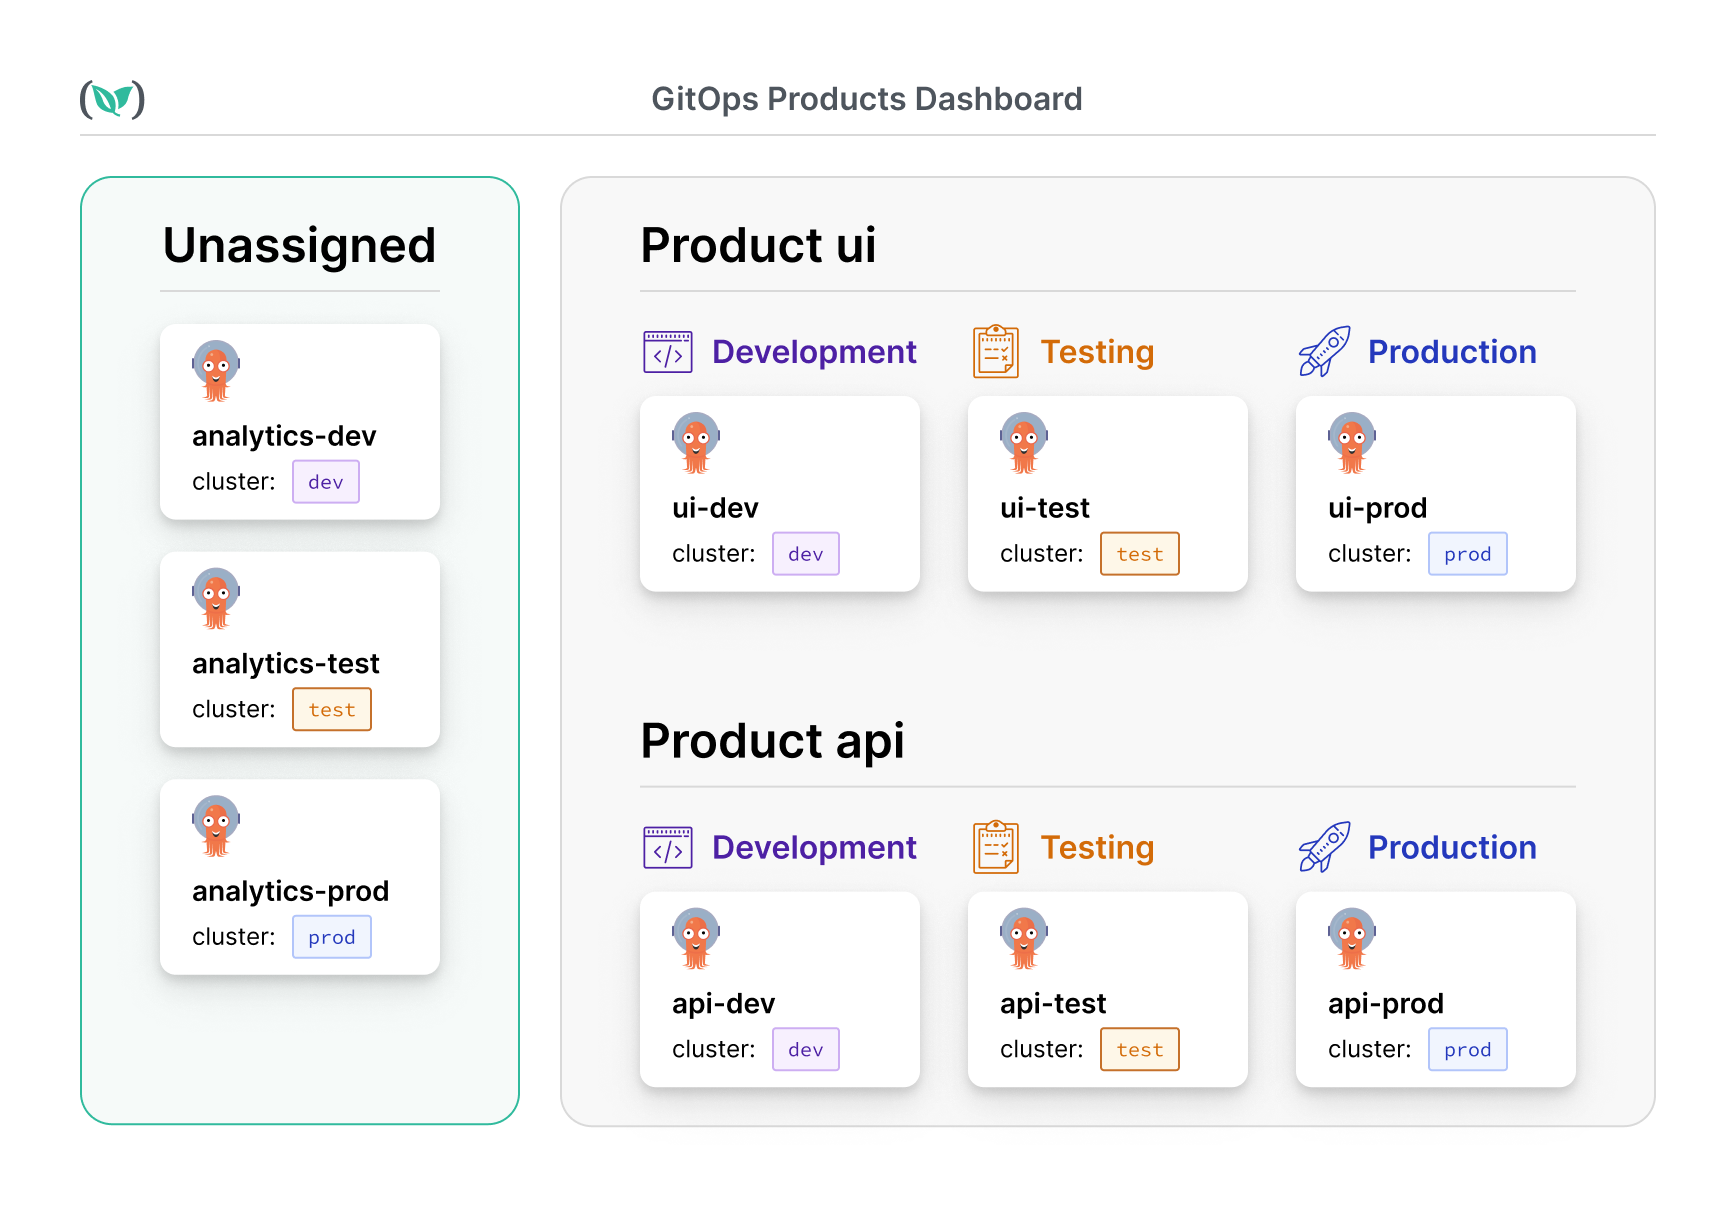 GitOps Products Dashboard
Unassigned
analytics-dev
cluster: dev
analytics-test
cluster: test
analytics-prod
cluster: prod
Product ui
Development
Testing
Production
ui-dev
cluster: dev
ui-test
cluster: test
ui-prod
cluster: prod
Product api
Development
Testing
Production
api-dev
cluster: dev
api-test
cluster: test
api-prod
cluster: prod